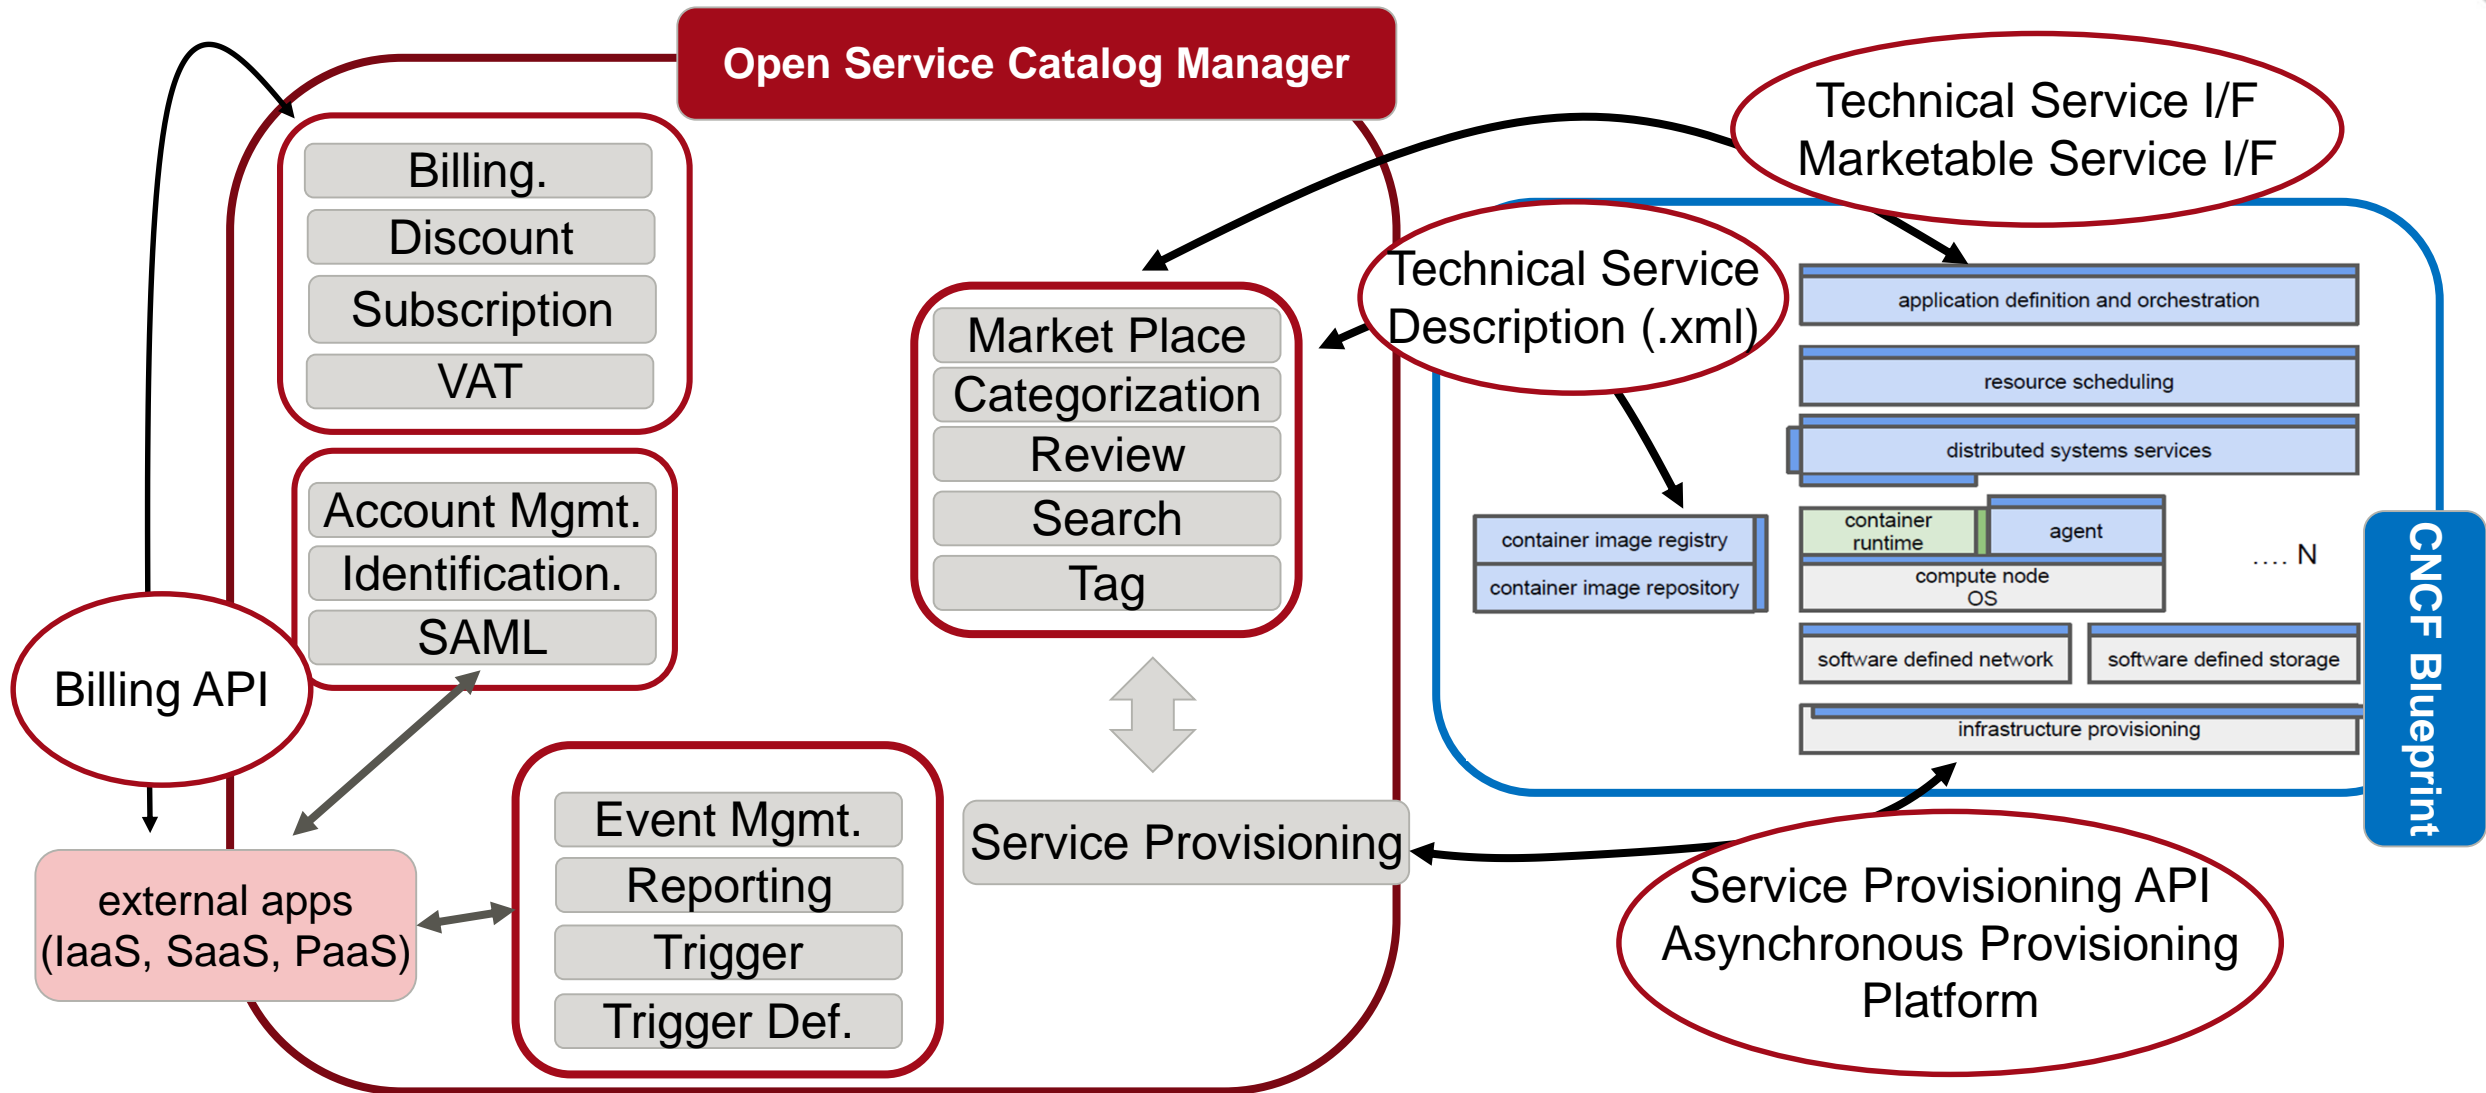 Open Service Catalog Manager
Billing.
Discount
Subscription
VAT
Account Mgmt.
Identification.
SAML
Billing API
external apps
(IaaS, SaaS, PaaS)
Event Mgmt.
Reporting
Trigger
Trigger Def.
Market Place
Categorization
Review
Search
Tag
Service Provisioning
Technical Service I/F
Marketable Service I/F
Technical Service
Description (.xml)
application definition and orchestration
resource scheduling
distributed systems services
container image registry
container image repository
container
runtime
agent
compute node
OS
.... N
software defined network
software defined storage
infrastructure provisioning
CNCF Blueprint
Service Provisioning API
Asynchronous Provisioning
Platform